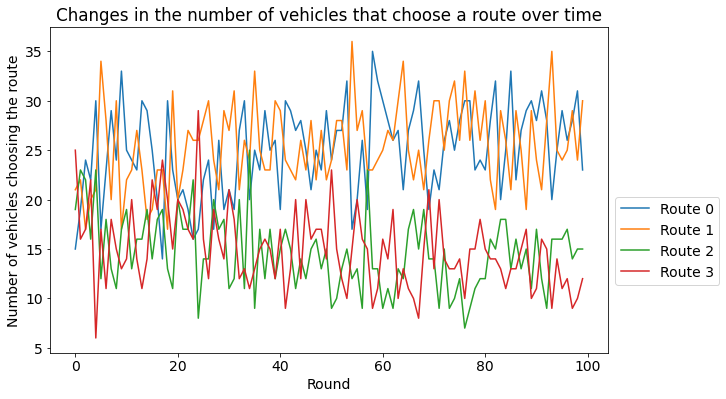 Changes in the number of vehicles that choose a route over time
Number of vehicles choosing the route
35
30
25
20
15
10
5
0
20
40
60
80
100
Round
Route 0
Route 1
Route 2
Route 3